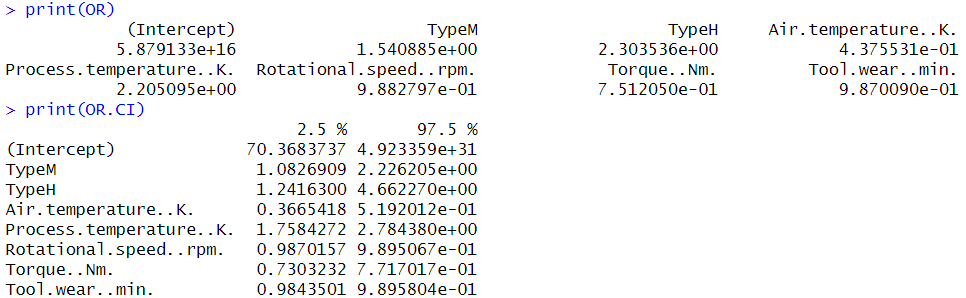 > print(OR)
(Intercept) TypeM TypeH Air.temperature..K.
5.879133e+16 1.540885e+00 2.303536e+00 4.375531e-01
Process.temperature..K. Rotational.speed..rpm. Torque..Nm. Tool.wear..min.
2.205095e+00 9.882797e-01 7.512050e-01 9.870090e-01
> print(OR.CI)
2.5 % 97.5 %
(Intercept) 70.3683737 4.923359e+31
TypeM 1.0826909 2.226205e+00
TypeH 1.2416300 4.662270e+00
Air.temperature..K. 0.3665418 5.192012e-01
Process.temperature..K. 1.7584272 2.784380e+00
Rotational.speed..rpm. 0.9870157 9.895067e-01
Torque..Nm. 0.7303232 7.717017e-01
Tool.wear..min. 0.9843501 9.895804e-01